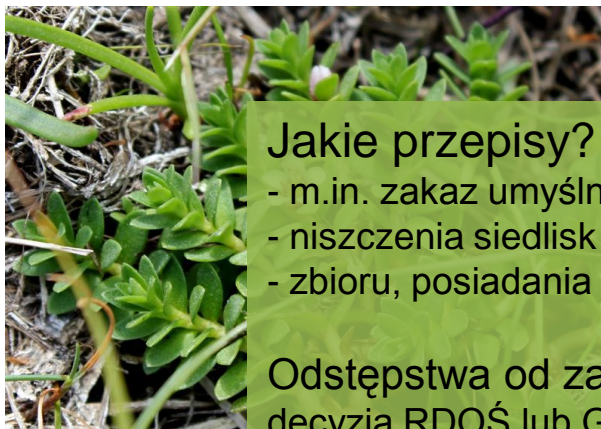 Jakie przepisy?
- m.in. zakaz umyśln
- niszczenia siedlisk
- zbioru, posiadania
Odstępstwa od za
decyzja RDOŚ lub G